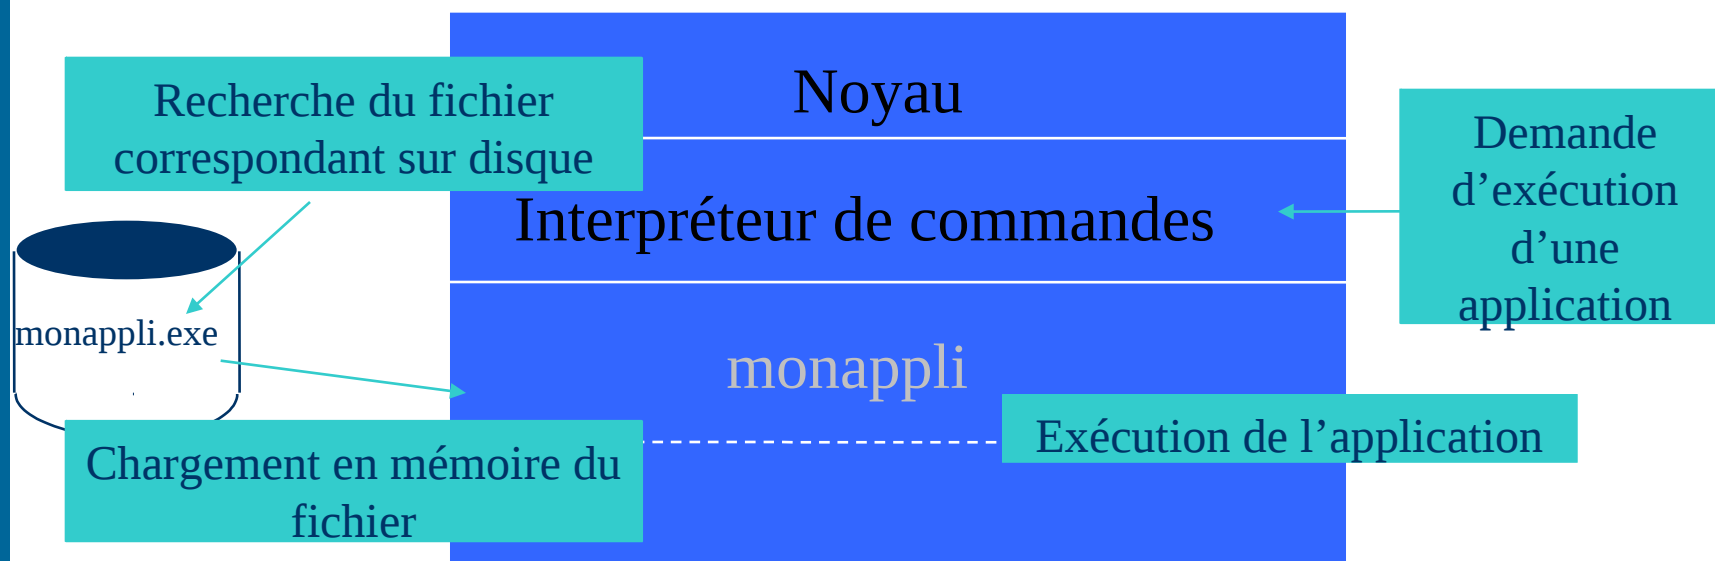 Noyau
Recherche du fichier
correspondant sur disque
Demande
d’exécution
d’une
application
Interpréteur de commandes
monappli.exe
monappli
Exécution de l’application
Chargement en mémoire du
fichier